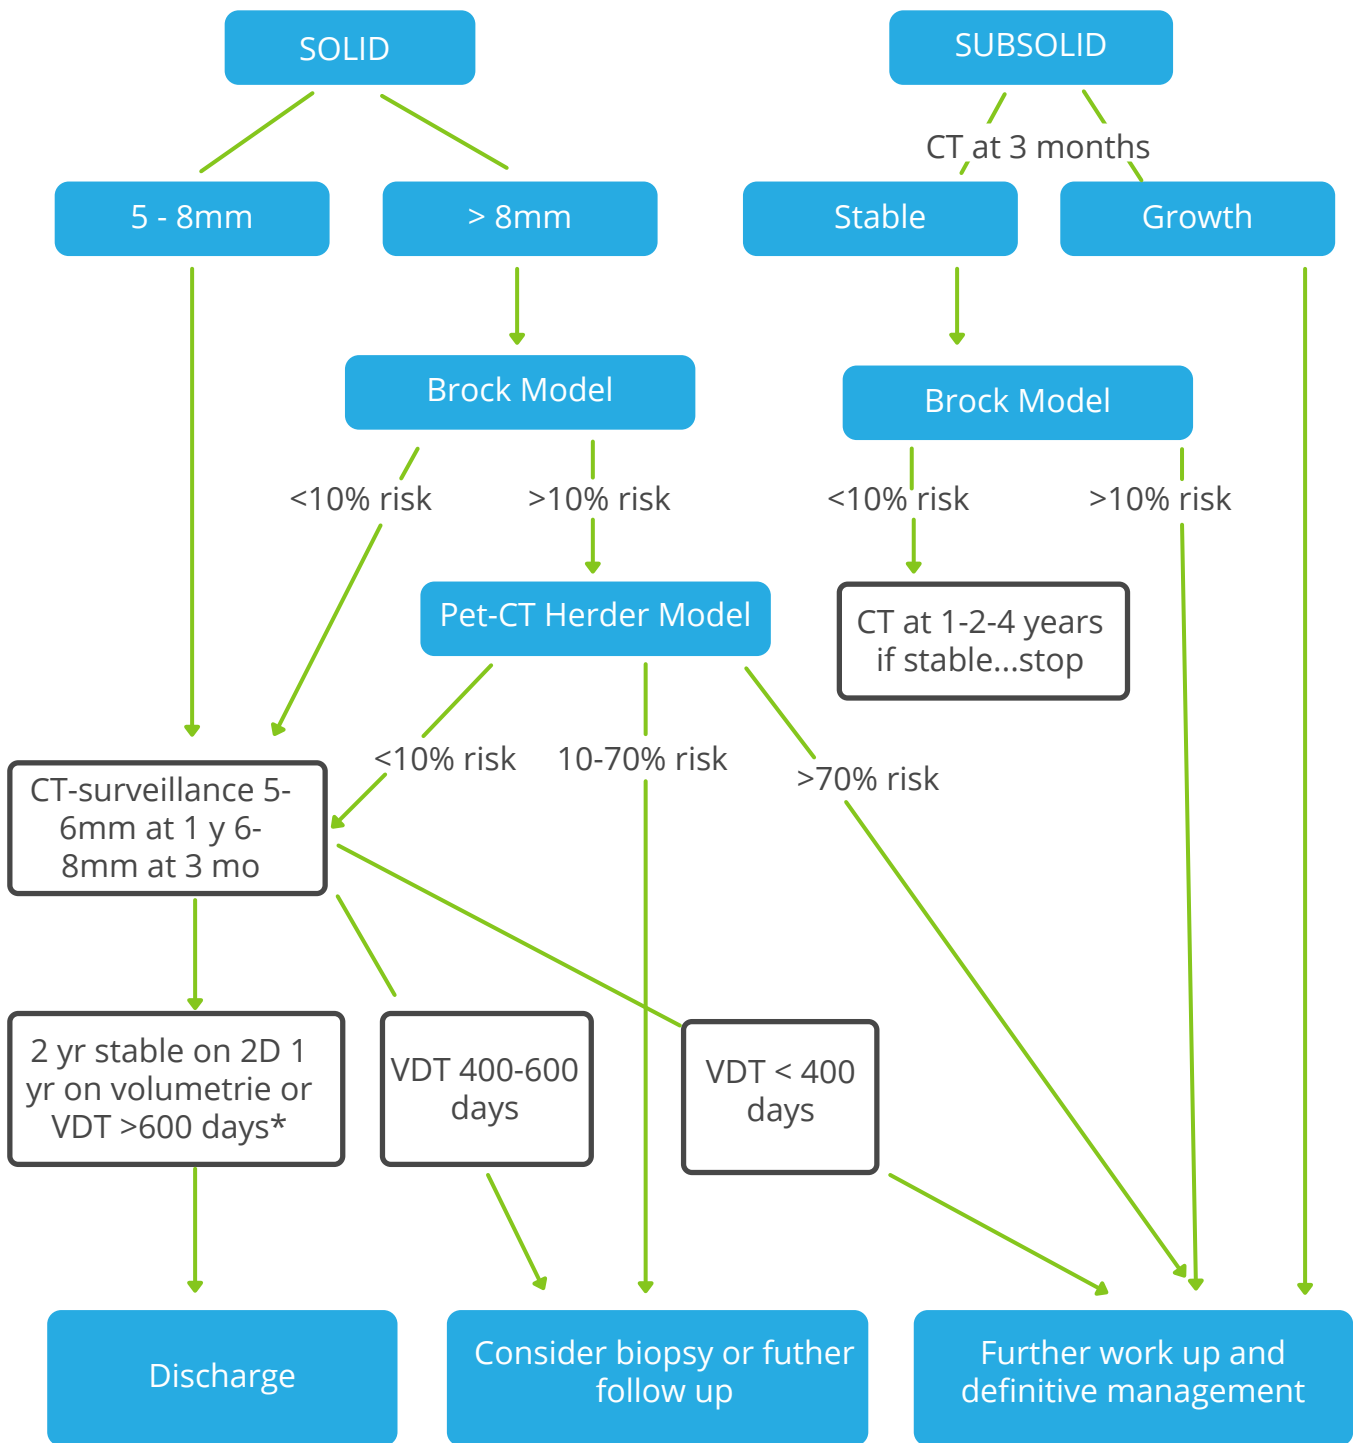 SOLID
SUBSOLID
CT at 3 months
5 - 8mm
> 8mm
Stable
Growth
Brock Model
Brock Model
<10% risk
>10% risk
<10% risk
>10% risk
Pet-CT Herder Model
CT at 1-2-4 years
if stable...stop
<10% risk
10-70% risk
>70% risk
CT-surveillance 5-
6mm at 1 y 6-
8mm at 3 mo
2 yr stable on 2D 1
yr on volumetrie or
VDT >600 days*
VDT 400-600
days
VDT < 400
days
Discharge
Consider biopsy or futher
follow up
Further work up and
definitive management